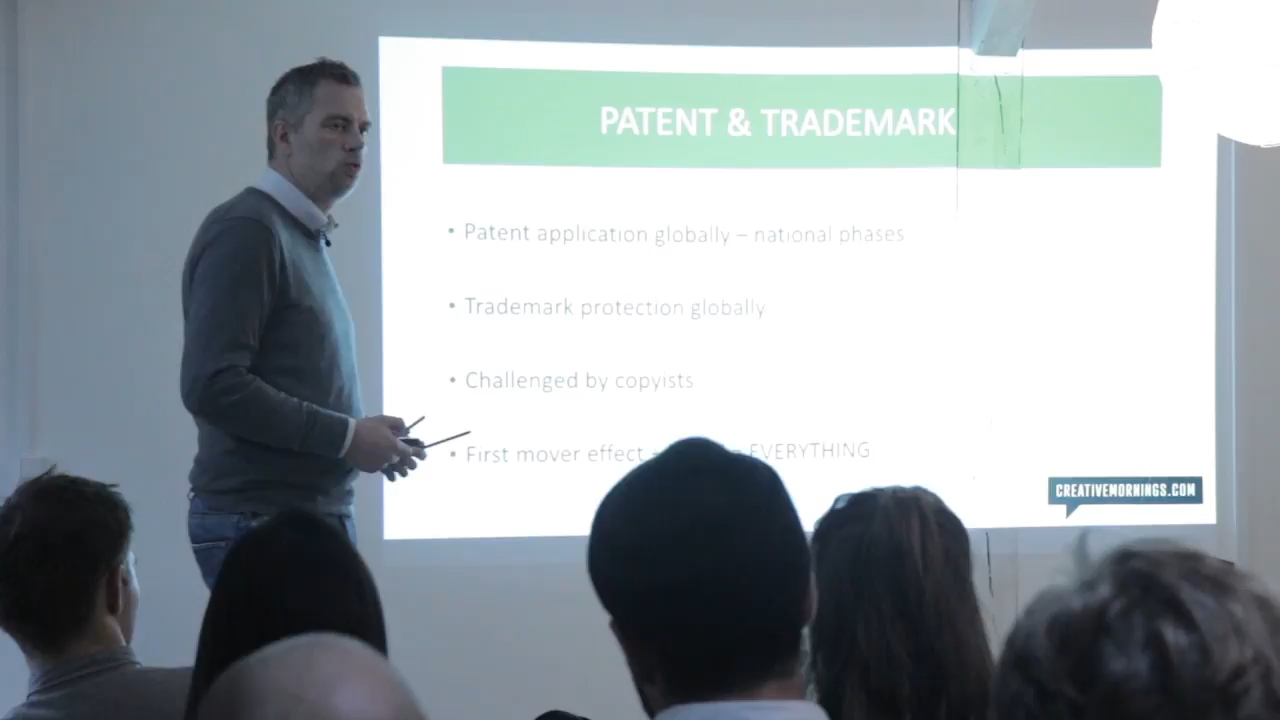 PATENT & TRADEMARK
• Patent application globally – national phases
• Trademark protection globally
• Challenged by copyists
• First mover effect EVERYTHING
CREATIVEMORNINGS.COM